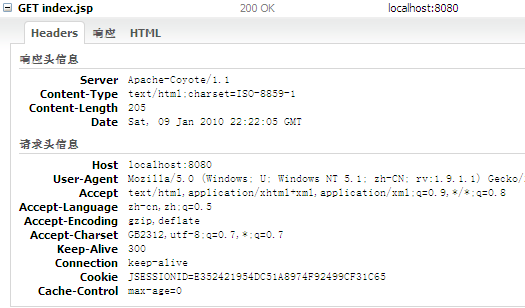 GET index.jsp 200 OK localhost:8080
Headers 响应 HTML
响应头信息
Server Apache-Coyote/1.1
Content-Type text/html;charset=ISO-8859-1
Content-Length 205
Date Sat, 09 Jan 2010 22:22:05 GMT
请求头信息
Host localhost:8080
User-Agent Mozilla/5.0 (Windows; U; Windows NT 5.1; zh-CN; rv:1.9.1.1) Gecko/
Accept text/html,application/xhtml+xml,application/xml;q=0.9,*/*;q=0.8
Accept-Language zh-cn,zh;q=0.5
Accept-Encoding gzip,deflate
Accept-Charset GB2312,utf-8;q=0.7,*;q=0.7
Keep-Alive 300
Connection keep-alive
Cookie JSESSIONID=E352421954DC51A8974F92499CF31C65
Cache-Control max-age=0